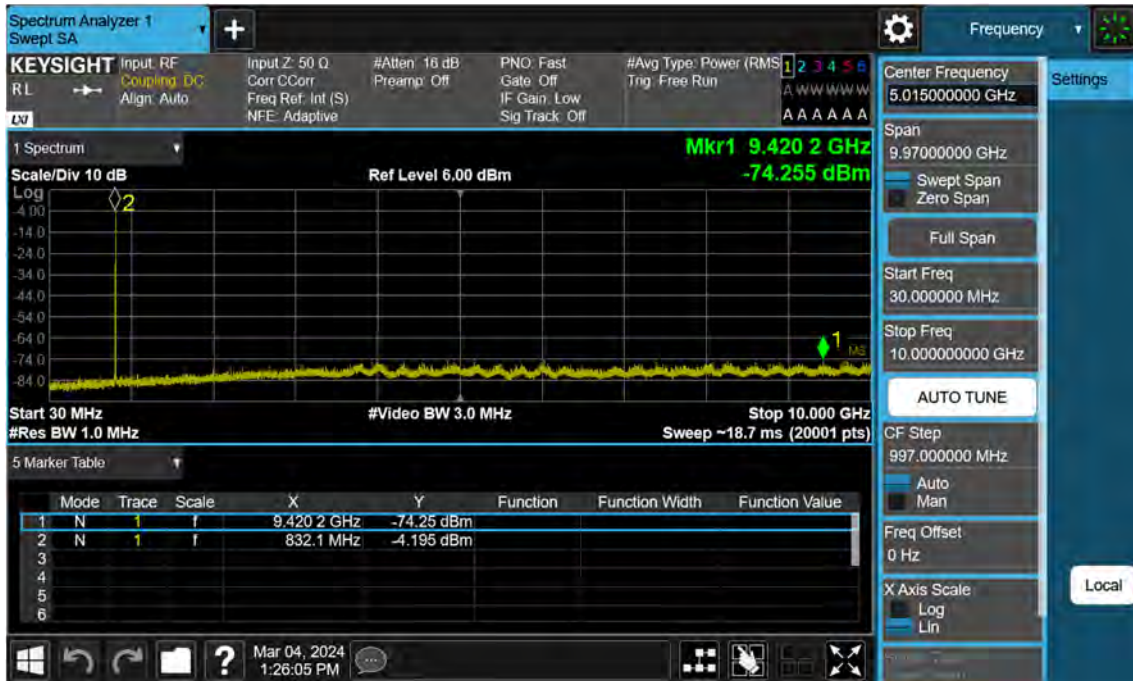 Spectrum Analyzer 1
Swept SA
+
Frequency
KEYSIGHT
RL
LXI
Input: RF
Coupling: DC
Align: Auto
Input Z: 50 Ω
Corr CCorr
Freq Ref: Int (S)
NFE: Adaptive
#Atten: 16 dB
Preamp: Off
PNO: Fast
Gate: Off
IF Gain: Low
Sig Track: Off
#Avg Type: Power (RMS
Trig: Free Run
1 2 3 4 5 6
A W W W W W
A A A A A A
1 Spectrum
Scale/Div 10 dB
Ref Level 6.00 dBm
Mkr1 9.420 2 GHz
-74.255 dBm
Log
-4.00
-14.0
-24.0
-34.0
-44.0
-54.0
-64.0
-74.0
-84.0
2
1
Start 30 MHz
#Video BW 3.0 MHz
Stop 10.000 GHz
#Res BW 1.0 MHz
Sweep ~18.7 ms (20001 pts)
5 Marker Table
Mode Trace Scale X Y Function Function Width Function Value
1 N 1 f 9.420 2 GHz -74.25 dBm
2 N 1 f 832.1 MHz -4.195 dBm
3
4
5
6
Mar 04, 2024
1:26:05 PM
?
Center Frequency
5.015000000 GHz
Settings
Span
9.97000000 GHz
Swept Span
Zero Span
Full Span
Start Freq
30.000000 MHz
Stop Freq
10.000000000 GHz
AUTO TUNE
CF Step
997.000000 MHz
Auto
Man
Freq Offset
0 Hz
X Axis Scale
Log
Lin
Local